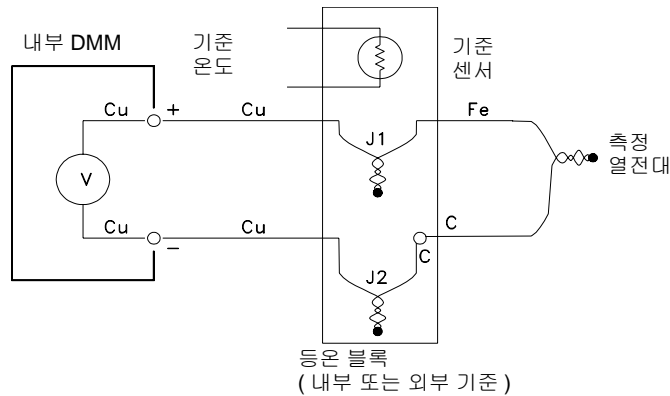 내부 DMM
기준
온도
기준
센서
Cu
+
Cu
Fe
J1
측정
열전대
V
Cu
−
Cu
C
C
J2
등온 블록
( 내부 또는 외부 기준 )